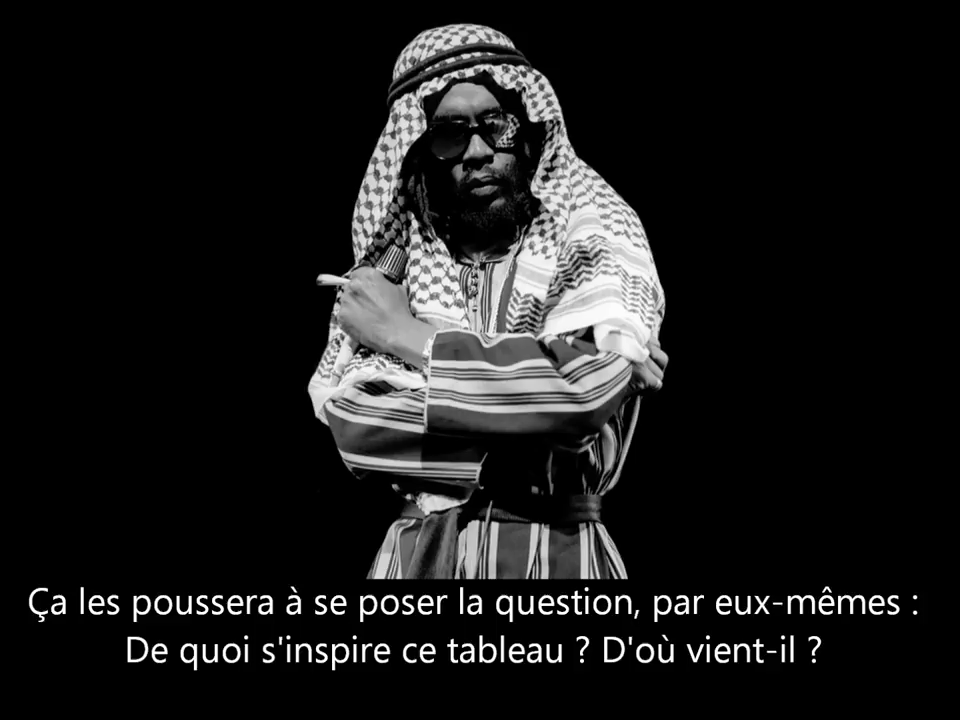 Ça les poussera à se poser la question, par eux-mêmes :
De quoi s'inspire ce tableau ? D'où vient-il ?